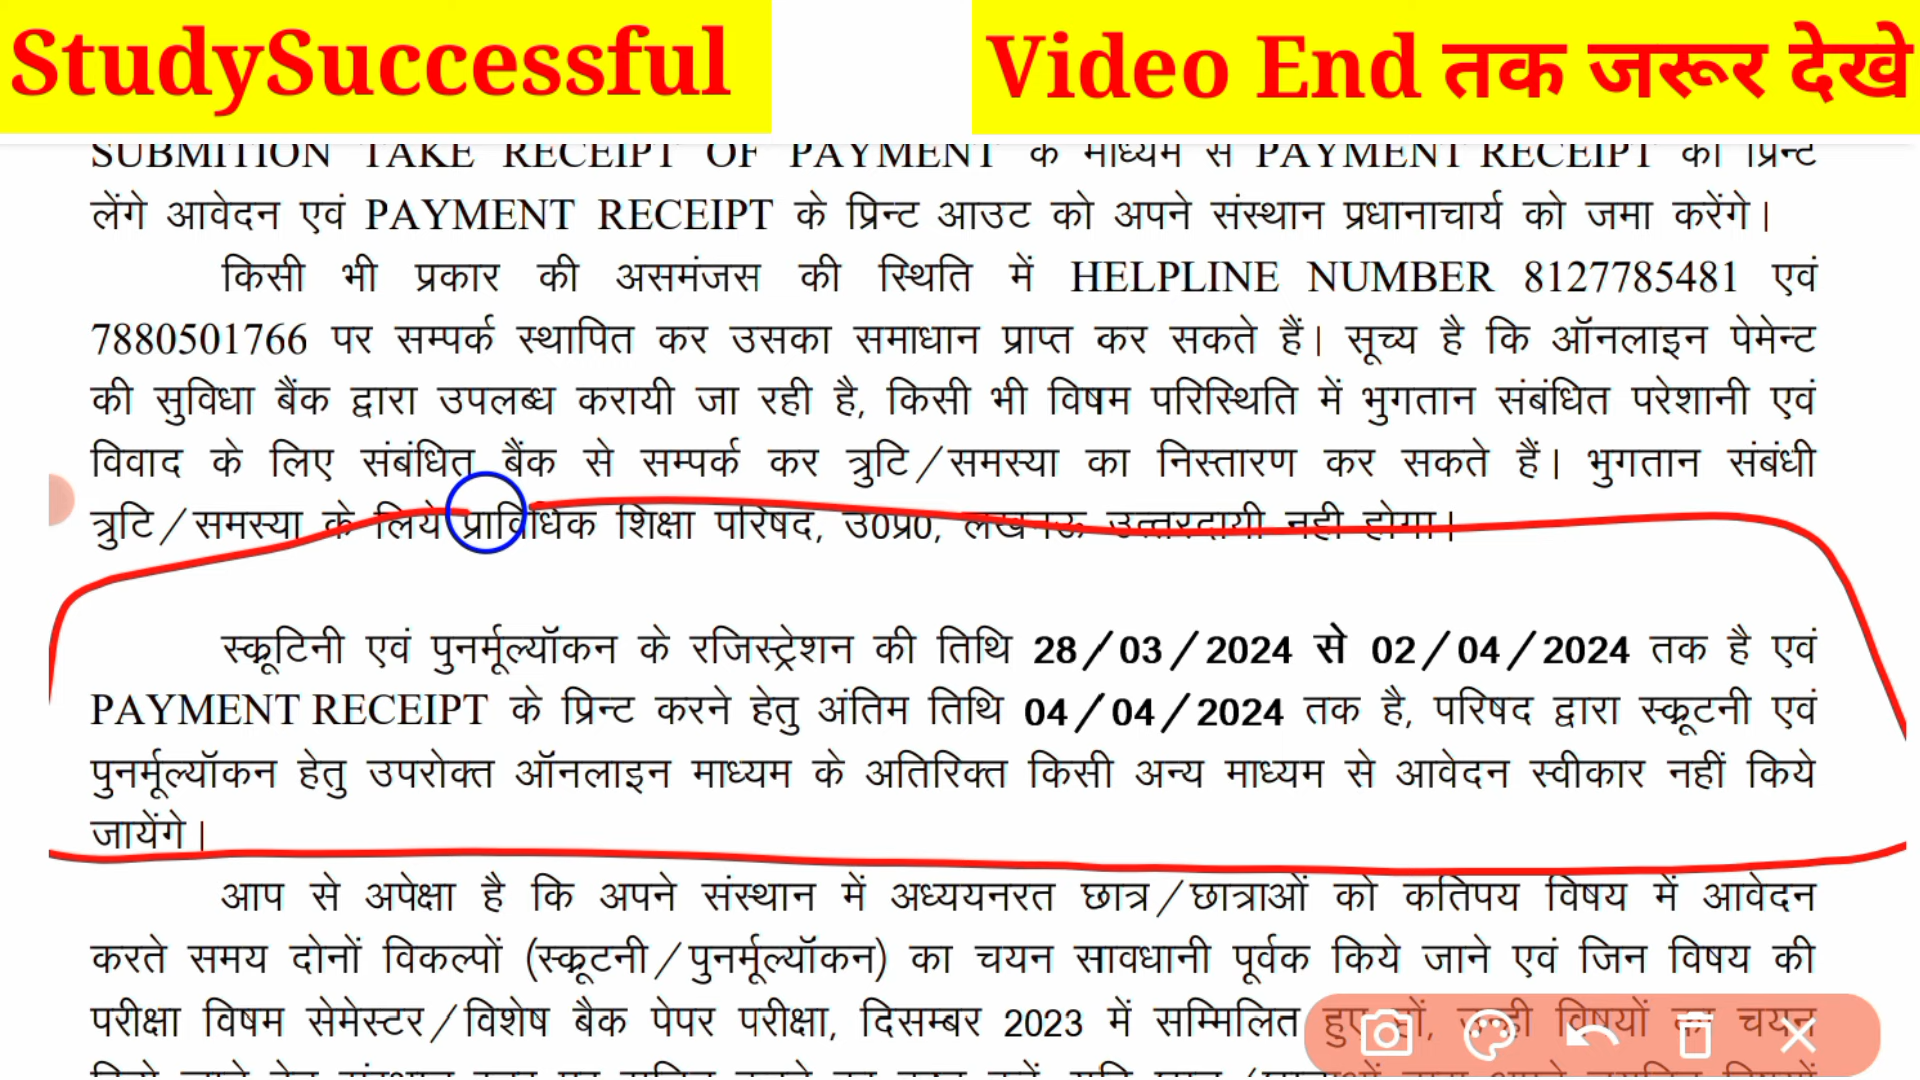 StudySuccessful
Video End तक जरूर देखे
SUBMITION TAKE RECEIPT OF PAYMENT के माध्यम से PAYMENT RECEIPT का प्रिन्ट
लेंगे आवेदन एवं PAYMENT RECEIPT के प्रिन्ट आउट को अपने संस्थान प्रधानाचार्य को जमा करेंगे।
किसी भी प्रकार की असमंजस की स्थिति में HELPLINE NUMBER 8127785481 एवं
7880501766 पर सम्पर्क स्थापित कर उसका समाधान प्राप्त कर सकते हैं। सूच्य है कि ऑनलाइन पेमेन्ट
की सुविधा बैंक द्वारा उपलब्ध करायी जा रही है, किसी भी विषम परिस्थिति में भुगतान संबंधित परेशानी एवं
विवाद के लिए संबंधित बैंक से सम्पर्क कर त्रुटि/समस्या का निस्तारण कर सकते हैं। भुगतान संबंधी
त्रुटि/समस्या के लिये प्राविधिक शिक्षा परिषद, उ0प्र0, लखनऊ उत्तरदायी नही होगा।
स्क्रूटिनी एवं पुनर्मूल्यॉकन के रजिस्ट्रेशन की तिथि 28/03/2024 से 02/04/2024 तक है एवं
PAYMENT RECEIPT के प्रिन्ट करने हेतु अंतिम तिथि 04/04/2024 तक है, परिषद द्वारा स्क्रूटनी एवं
पुनर्मूल्यॉकन हेतु उपरोक्त ऑनलाइन माध्यम के अतिरिक्त किसी अन्य माध्यम से आवेदन स्वीकार नहीं किये
जायेंगे।
आप से अपेक्षा है कि अपने संस्थान में अध्ययनरत छात्र/छात्राओं को कतिपय विषय में आवेदन
करते समय दोनों विकल्पों (स्क्रूटनी/पुनर्मूल्यॉकन) का चयन सावधानी पूर्वक किये जाने एवं जिन विषय की
परीक्षा विषम सेमेस्टर/विशेष बैक पेपर परीक्षा, दिसम्बर 2023 में सम्मिलित हुए हों, उन्ही विषयों का चयन